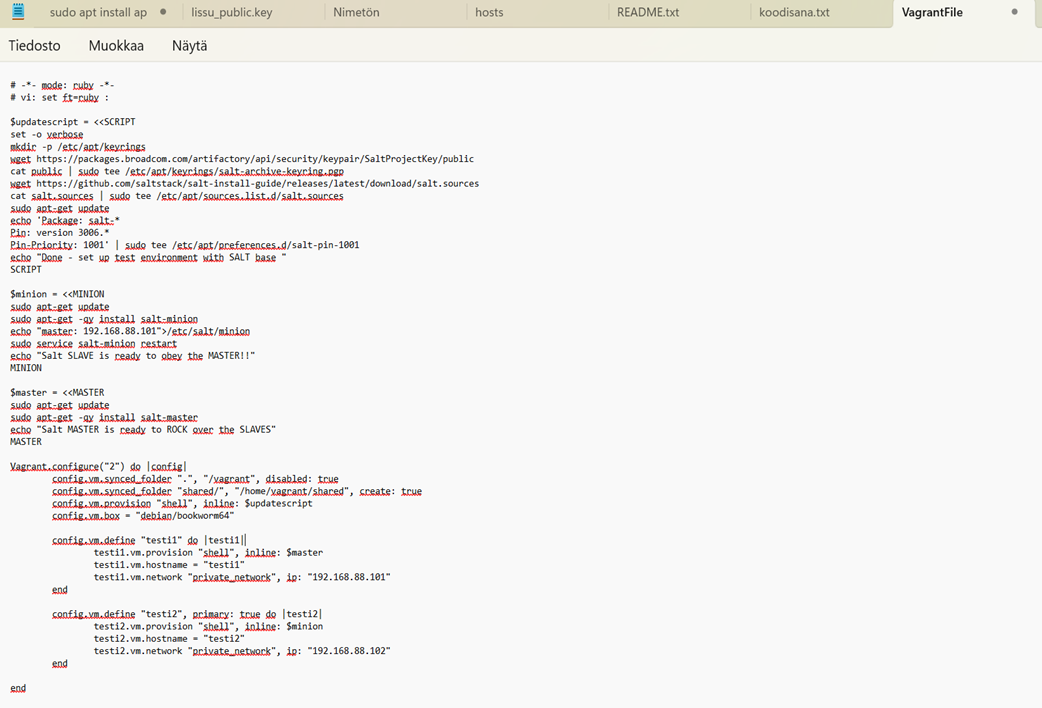 sudo apt install ap
lissu_public.key
Nimetön
hosts
README.txt
koodisana.txt
VagrantFile
Tiedosto Muokkaa Näytä
# -*- mode: ruby -*-
# vi: set ft=ruby :
$updatescript = <<SCRIPT
set -o verbose
mkdir -p /etc/apt/keyrings
wget https://packages.broadcom.com/artifactory/api/security/keypair/SaltProjectKey/public
cat public | sudo tee /etc/apt/keyrings/salt-archive-keyring.pgp
wget https://github.com/saltstack/salt-install-guide/releases/latest/download/salt.sources
cat salt.sources | sudo tee /etc/apt/sources.list.d/salt.sources
sudo apt-get update
echo 'Package: salt-*
Pin: version 3006.*
Pin-Priority: 1001' | sudo tee /etc/apt/preferences.d/salt-pin-1001
echo "Done - set up test environment with SALT base "
SCRIPT
$minion = <<MINION
sudo apt-get update
sudo apt-get -qy install salt-minion
echo "master: 192.168.88.101">/etc/salt/minion
sudo service salt-minion restart
echo "Salt SLAVE is ready to obey the MASTER!!"
MINION
$master = <<MASTER
sudo apt-get update
sudo apt-get -qy install salt-master
echo "Salt MASTER is ready to ROCK over the SLAVES"
MASTER
Vagrant.configure("2") do |config|
config.vm.synced_folder ".", "/vagrant", disabled: true
config.vm.synced_folder "shared/", "/home/vagrant/shared", create: true
config.vm.provision "shell", inline: $updatescript
config.vm.box = "debian/bookworm64"
config.vm.define "testi1" do |testi1|
testi1.vm.provision "shell", inline: $master
testi1.vm.hostname = "testi1"
testi1.vm.network "private_network", ip: "192.168.88.101"
end
config.vm.define "testi2", primary: true do |testi2|
testi2.vm.provision "shell", inline: $minion
testi2.vm.hostname = "testi2"
testi2.vm.network "private_network", ip: "192.168.88.102"
end
end